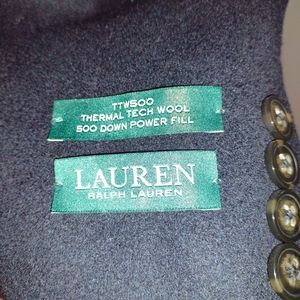 TTW500
THERMAL TECH WOOL
500 DOWN POWER FILL
LAUREN
RALPH LAUREN